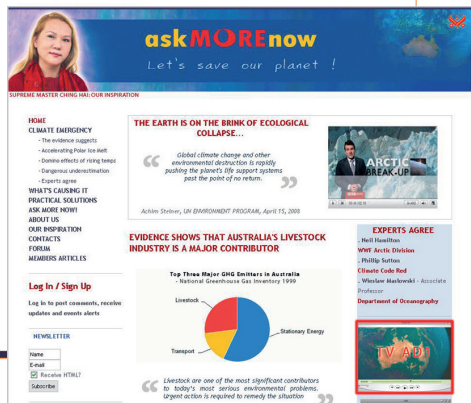 askMOREnow
Let's save our planet !
SUPREME MASTER CHING HAI: OUR INSPIRATION
HOME
CLIMATE EMERGENCY
- The evidence suggests
- Accelerating Polar Ice Melt
- Domino effects of rising temps
- Dangerous underestimation
- Experts agree
WHAT'S CAUSING IT
PRACTICAL SOLUTIONS
ASK MORE NOW!
ABOUT US
OUR INSPIRATION
CONTACTS
FORUM
MEMBERS ARTICLES
Log in / Sign Up
Log in to post comments, receive
updates and events alerts
NEWSLETTER
Name
E-mail
Receive HTML?
Subscribe
THE EARTH IS ON THE BRINK OF ECOLOGICAL
COLLAPSE...
“ Global climate change and other
environmental destruction is rapidly
pushing the planet's life support systems
past the point of no return. ”
Achim Steiner, UN ENVIRONMENT PROGRAM, April 15, 2008
ARCTIC
BREAK-UP
EVIDENCE SHOWS THAT AUSTRALIA'S LIVESTOCK
INDUSTRY IS A MAJOR CONTRIBUTOR
Top Three Major GHG Emitters in Australia
- National Greenhouse Gas Inventory 1999
Livestock
Stationary Energy
Transport
“ Livestock are one of the most significant contributors
to today's most serious environmental problems.
Urgent action is required to remedy the situation
EXPERTS AGREE
. Neil Hamilton
WWF Arctic Division
. Phillip Sutton
Climate Code Red
. Wieslaw Maslowski - Associate
Professor
Department of Oceanography
TV AD!